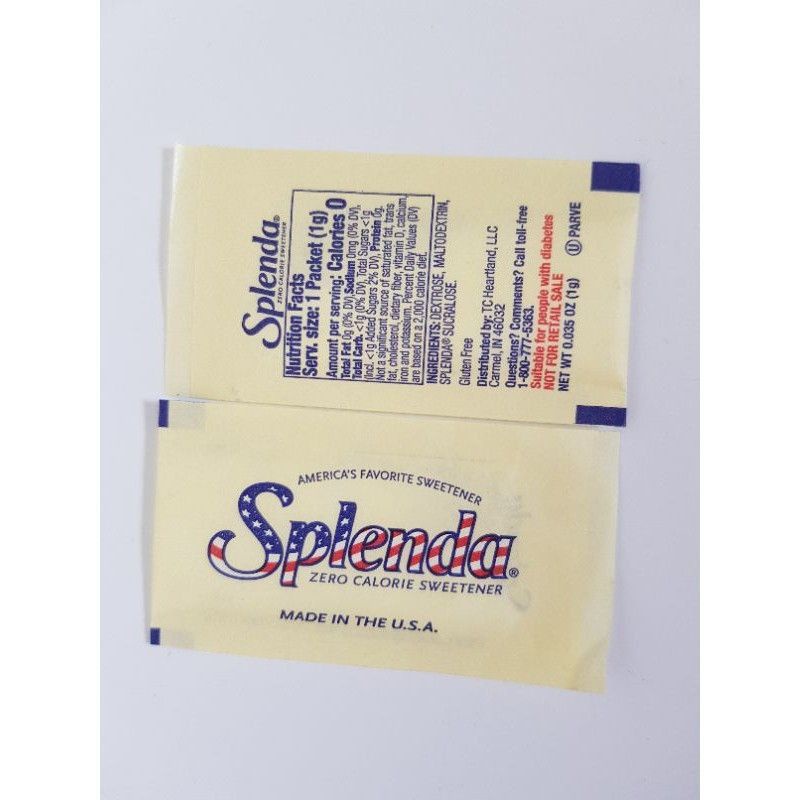 Splenda®
ZERO CALORIE SWEETENER
Nutrition Facts
Serv. size: 1 Packet (1g)
Amount per serving: Calories 0
Total Fat 0g (0% DV), Sodium 0mg (0% DV),
Total Carb. <1g (0% DV), Total Sugars <1g
(Incl. <1g Added Sugars 2% DV), Protein 0g.
Not a significant source of saturated fat, trans
fat, cholesterol, dietary fiber, vitamin D, calcium,
iron and potassium. Percent Daily Values (DV)
are based on a 2,000 calorie diet.
INGREDIENTS: DEXTROSE, MALTODEXTRIN,
SPLENDA® SUCRALOSE.
Gluten Free
Distributed by: TC Heartland, LLC
Carmel, IN 46032
Questions? Comments? Call toll-free
1-800-777-5363.
Suitable for people with diabetes
NOT FOR RETAIL SALE
NET WT 0.035 OZ (1g)
U PARVE
AMERICA'S FAVORITE SWEETENER
Splenda®
ZERO CALORIE SWEETENER
MADE IN THE U.S.A.